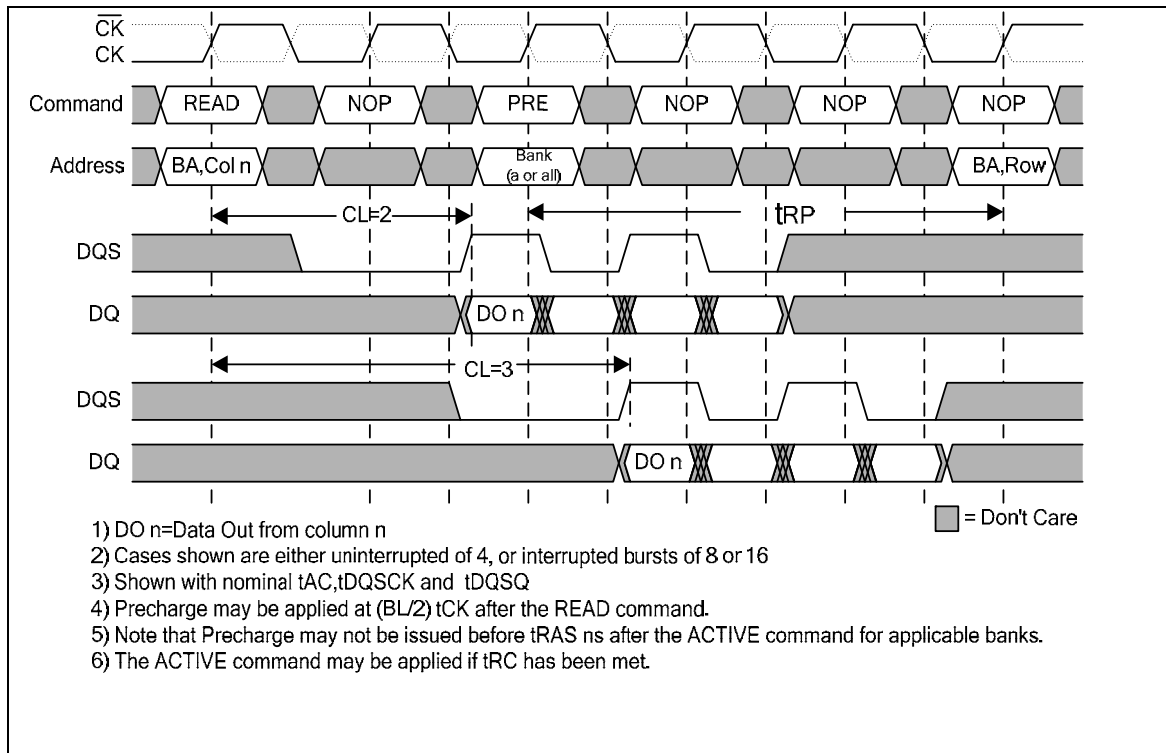 CK
CK
Command READ NOP PRE NOP NOP NOP
Address BA,Col n Bank (a or all) BA,Row
CL=2 tRP
DQS
DQ DO n
CL=3
DQS
DQ DO n
= Don't Care
1) DO n=Data Out from column n
2) Cases shown are either uninterrupted of 4, or interrupted bursts of 8 or 16
3) Shown with nominal tAC,tDQSCK and tDQSQ
4) Precharge may be applied at (BL/2) tCK after the READ command.
5) Note that Precharge may not be issued before tRAS ns after the ACTIVE command for applicable banks.
6) The ACTIVE command may be applied if tRC has been met.